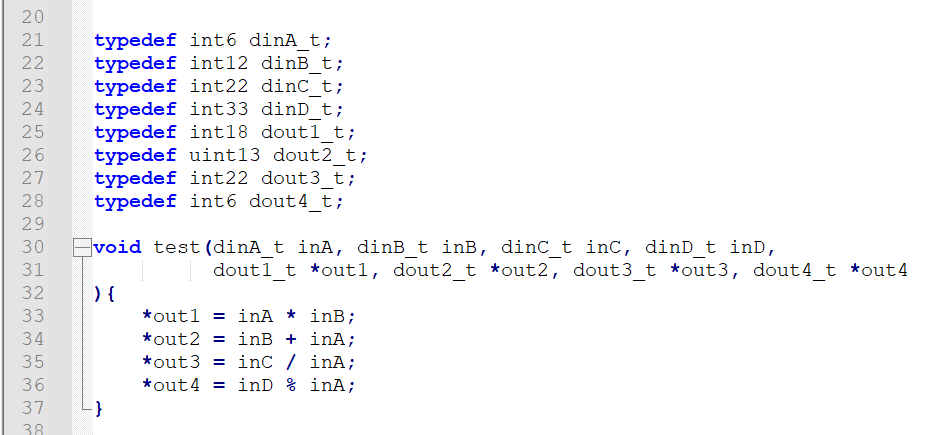 20
21 typedef int6 dinA_t;
22 typedef int12 dinB_t;
23 typedef int22 dinC_t;
24 typedef int33 dinD_t;
25 typedef int18 dout1_t;
26 typedef uint13 dout2_t;
27 typedef int22 dout3_t;
28 typedef int6 dout4_t;
29
30 void test(dinA_t inA, dinB_t inB, dinC_t inC, dinD_t inD,
31 dout1_t *out1, dout2_t *out2, dout3_t *out3, dout4_t *out4
32 ){
33 *out1 = inA * inB;
34 *out2 = inB + inA;
35 *out3 = inC / inA;
36 *out4 = inD % inA;
37 }
38